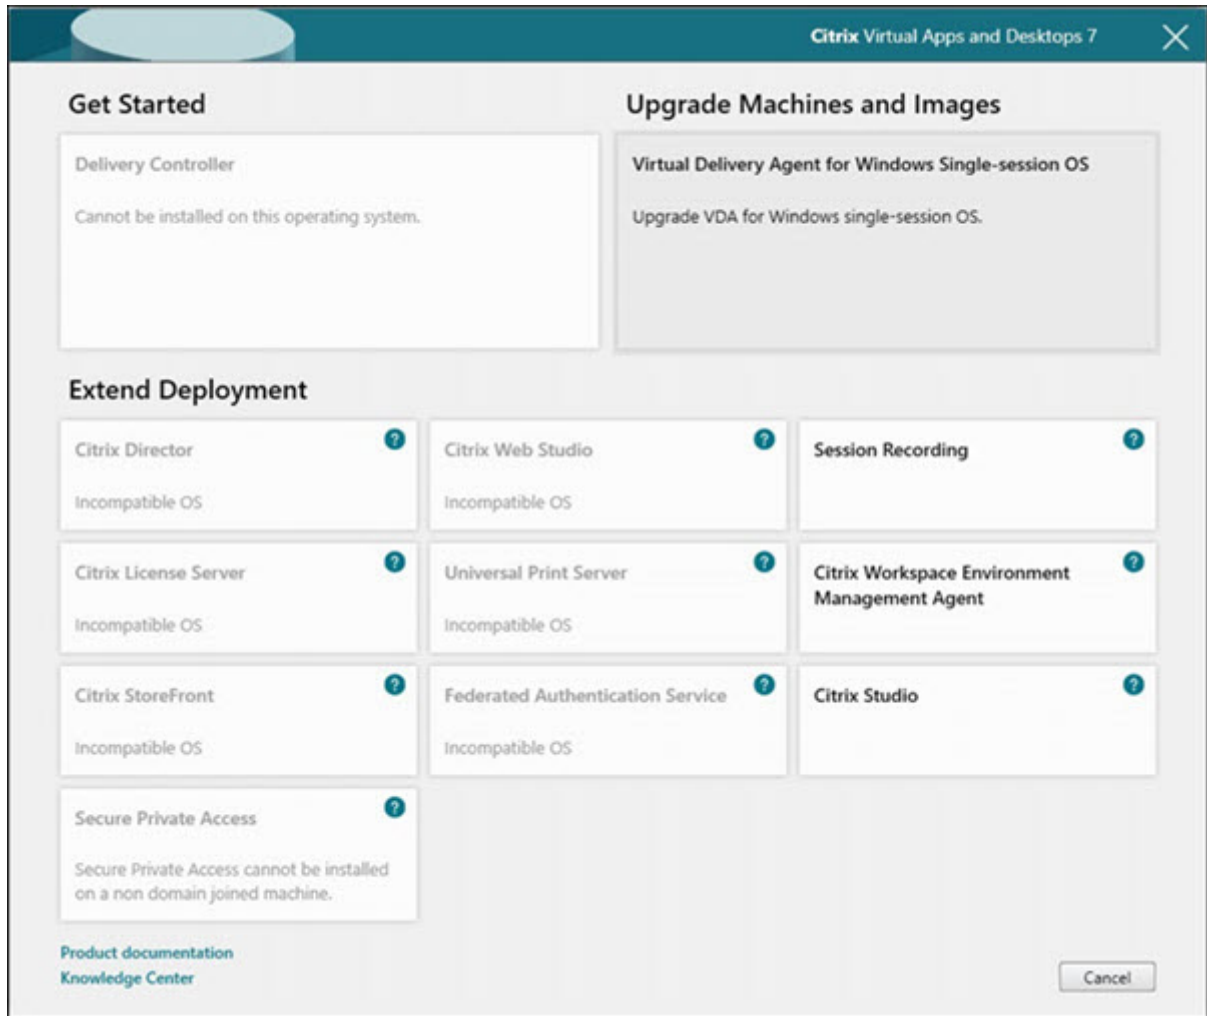 Citrix Virtual Apps and Desktops 7
Get Started
Delivery Controller
Cannot be installed on this operating system.
Upgrade Machines and Images
Virtual Delivery Agent for Windows Single-session OS
Upgrade VDA for Windows single-session OS.
Extend Deployment
Citrix Director
?
Incompatible OS
Citrix Web Studio
?
Incompatible OS
Session Recording
?
Citrix License Server
?
Incompatible OS
Universal Print Server
?
Incompatible OS
Citrix Workspace Environment
Management Agent
?
Citrix StoreFront
?
Incompatible OS
Federated Authentication Service
?
Incompatible OS
Citrix Studio
?
Secure Private Access
?
Secure Private Access cannot be installed
on a non domain joined machine.
Product documentation
Knowledge Center
Cancel